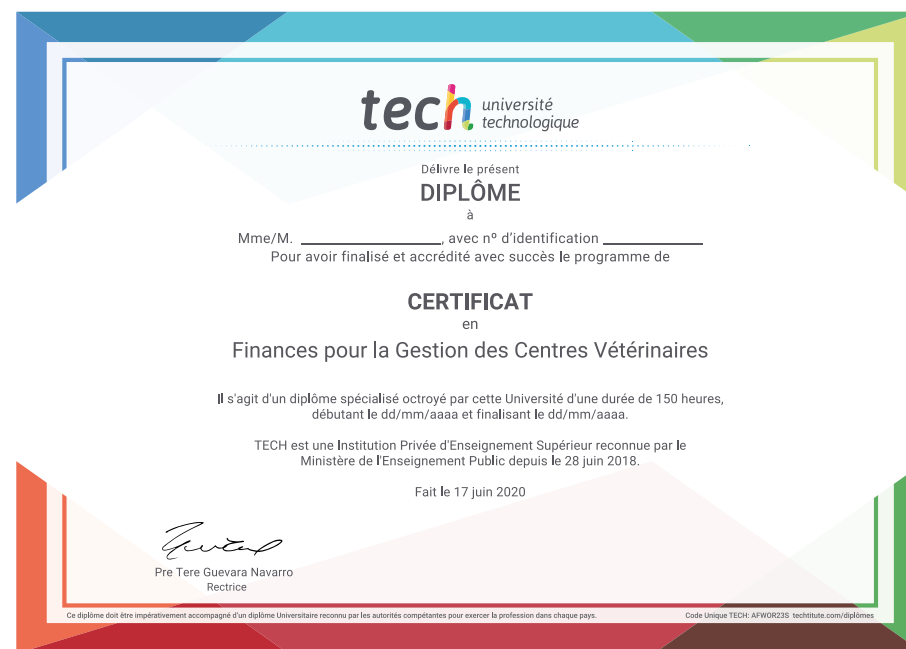 tech université
technologique
Délivre le présent
DIPLÔME
à
Mme/M. ____________________, avec nº d'identification ______________
Pour avoir finalisé et accrédité avec succès le programme de
CERTIFICAT
en
Finances pour la Gestion des Centres Vétérinaires
Il s'agit d'un diplôme spécialisé octroyé par cette Université d'une durée de 150 heures,
débutant le dd/mm/aaaa et finalisant le dd/mm/aaaa.
TECH est une Institution Privée d'Enseignement Supérieur reconnue par le
Ministère de l'Enseignement Public depuis le 28 juin 2018.
Fait le 17 juin 2020
Pre Tere Guevara Navarro
Rectrice
Ce diplôme doit être impérativement accompagné d'un diplôme Universitaire reconnu par les autorités compétantes pour exercer la profession dans chaque pays. Code Unique TECH: AFWOR23S techtitute.com/diplômes